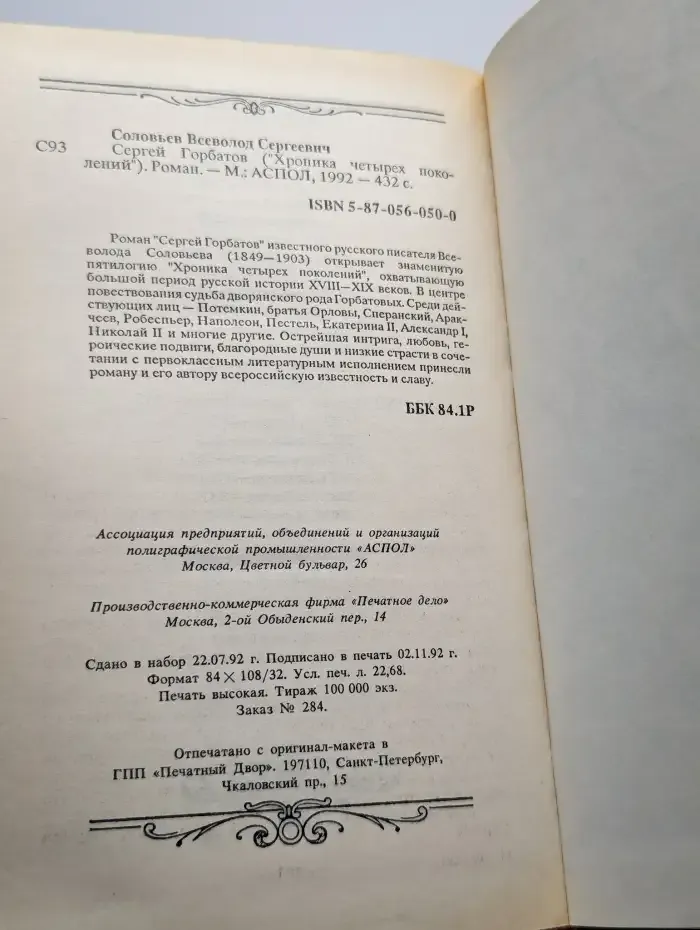 Соловьев Всеволод Сергеевич
С93 Сергей Горбатов ("Хроника четырех поко-
лений"). Роман. — М.: АСПОЛ, 1992 — 432 с.
ISBN 5-87-056-050-0
Роман "Сергей Горбатов" известного русского писателя Все-
волода Соловьева (1849—1903) открывает знаменитую
пятилогию "Хроника четырех поколений", охватывающую
большой период русской истории XVIII—XIX веков. В центре
повествования судьба дворянского рода Горбатовых. Среди дей-
ствующих лиц — Потемкин, братья Орловы, Сперанский, Арак-
чеев, Робеспьер, Наполеон, Пестель, Екатерина II, Александр I,
Николай II и многие другие. Острейшая интрига, любовь, ге-
роические подвиги, благородные души и низкие страсти в соче-
тании с первоклассным литературным исполнением принесли
роману и его автору всероссийскую известность и славу.
ББК 84.1Р
Ассоциация предприятий, объединений и организаций
полиграфической промышленности «АСПОЛ»
Москва, Цветной бульвар, 26
Производственно-коммерческая фирма «Печатное дело»
Москва, 2-ой Обыденский пер., 14
Сдано в набор 22.07.92 г. Подписано в печать 02.11.92 г.
Формат 84 × 108/32. Усл. печ. л. 22,68.
Печать высокая. Тираж 100 000 экз.
Заказ № 284.
Отпечатано с оригинал-макета в
ГПП «Печатный Двор». 197110, Санкт-Петербург,
Чкаловский пр., 15